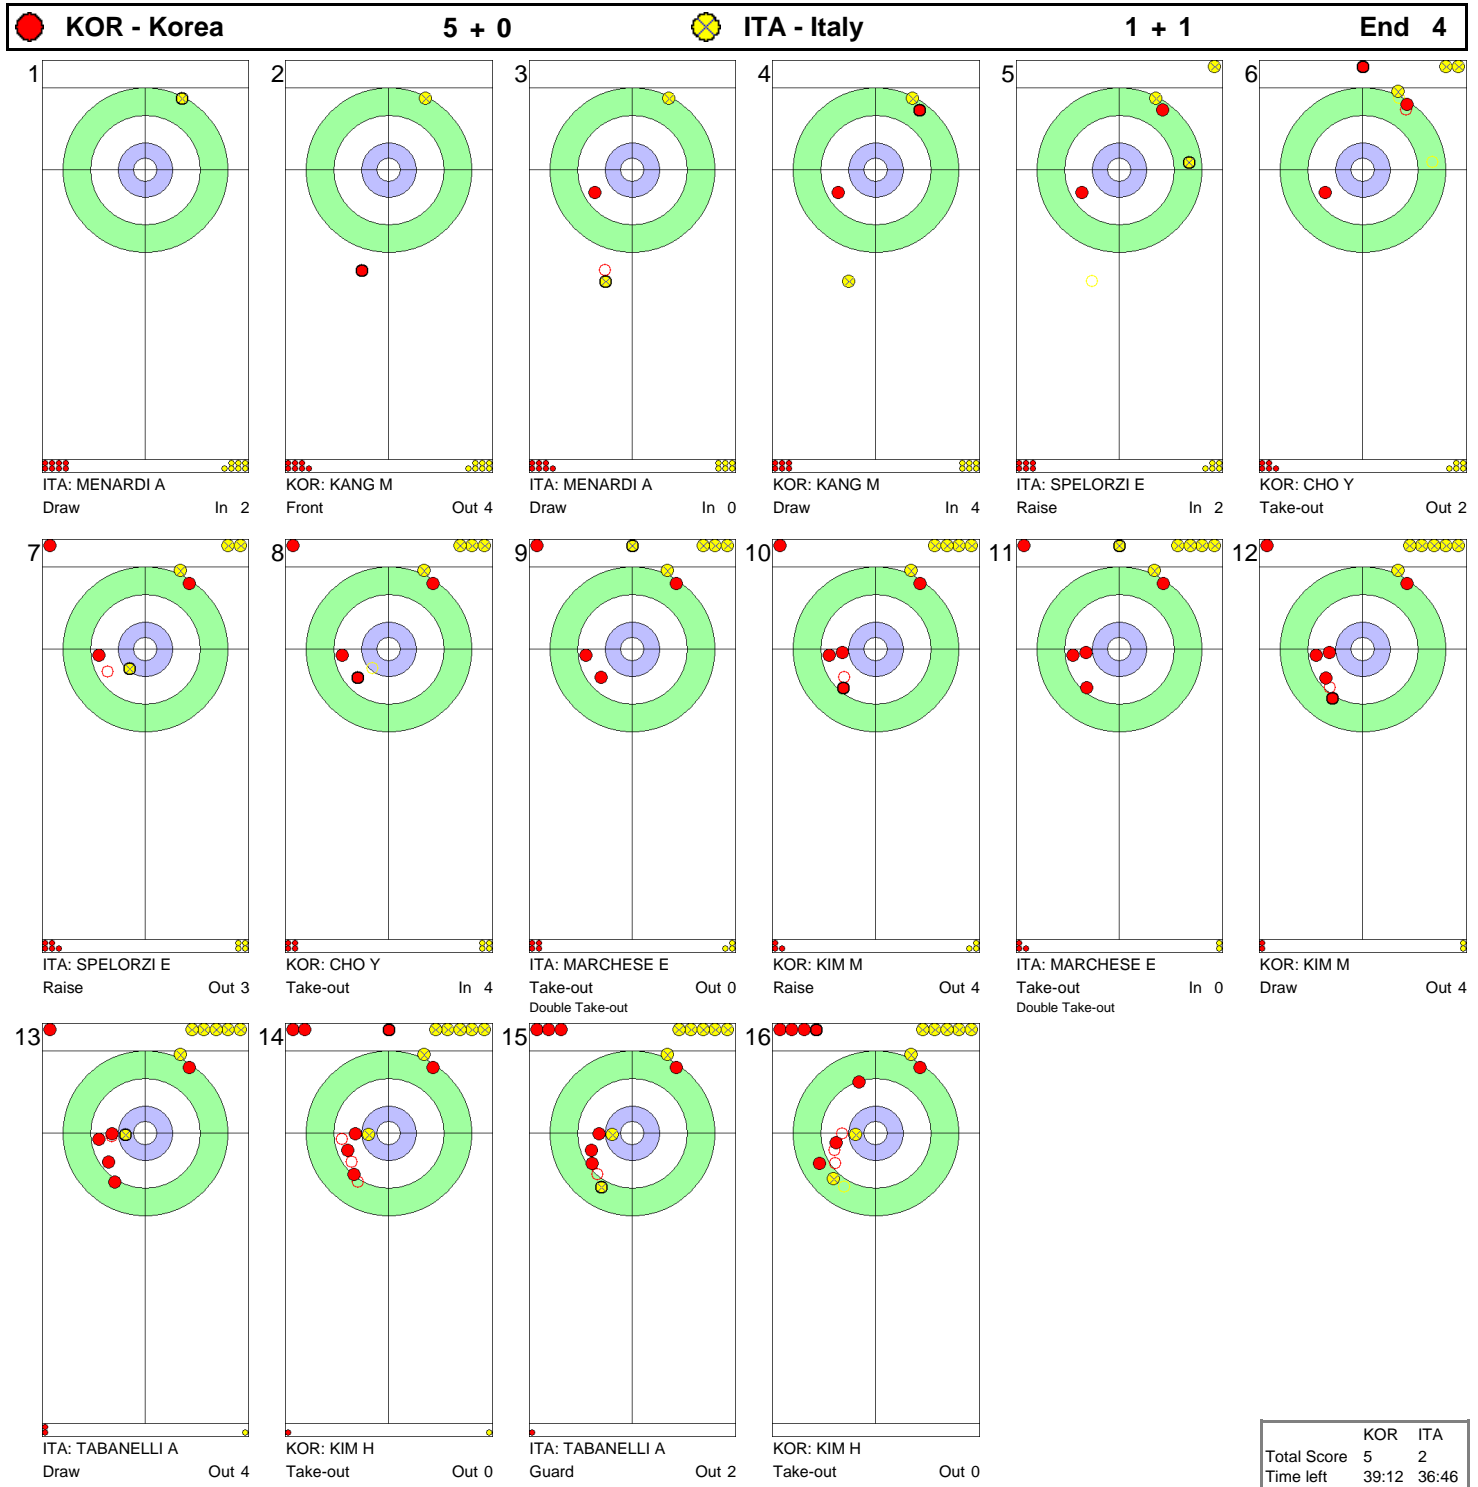 KOR - Korea 5 + 0 ITA - Italy 1 + 1 End 4
1 2 3 4 5 6
ITA: MENARDI A KOR: KANG M ITA: MENARDI A KOR: KANG M ITA: SPELORZI E KOR: CHO Y
Draw In 2 Front Out 4 Draw In 0 Draw In 4 Raise In 2 Take-out Out 2
7 8 9 10 11 12
ITA: SPELORZI E KOR: CHO Y ITA: MARCHESE E KOR: KIM M ITA: MARCHESE E KOR: KIM M
Raise Out 3 Take-out In 4 Take-out Out 0 Raise Out 4 Take-out In 0 Draw Out 4
Double Take-out Double Take-out
13 14 15 16
ITA: TABANELLI A KOR: KIM H ITA: TABANELLI A KOR: KIM H
Draw Out 4 Take-out Out 0 Guard Out 2 Take-out Out 0
KOR ITA
Total Score 5 2
Time left 39:12 36:46